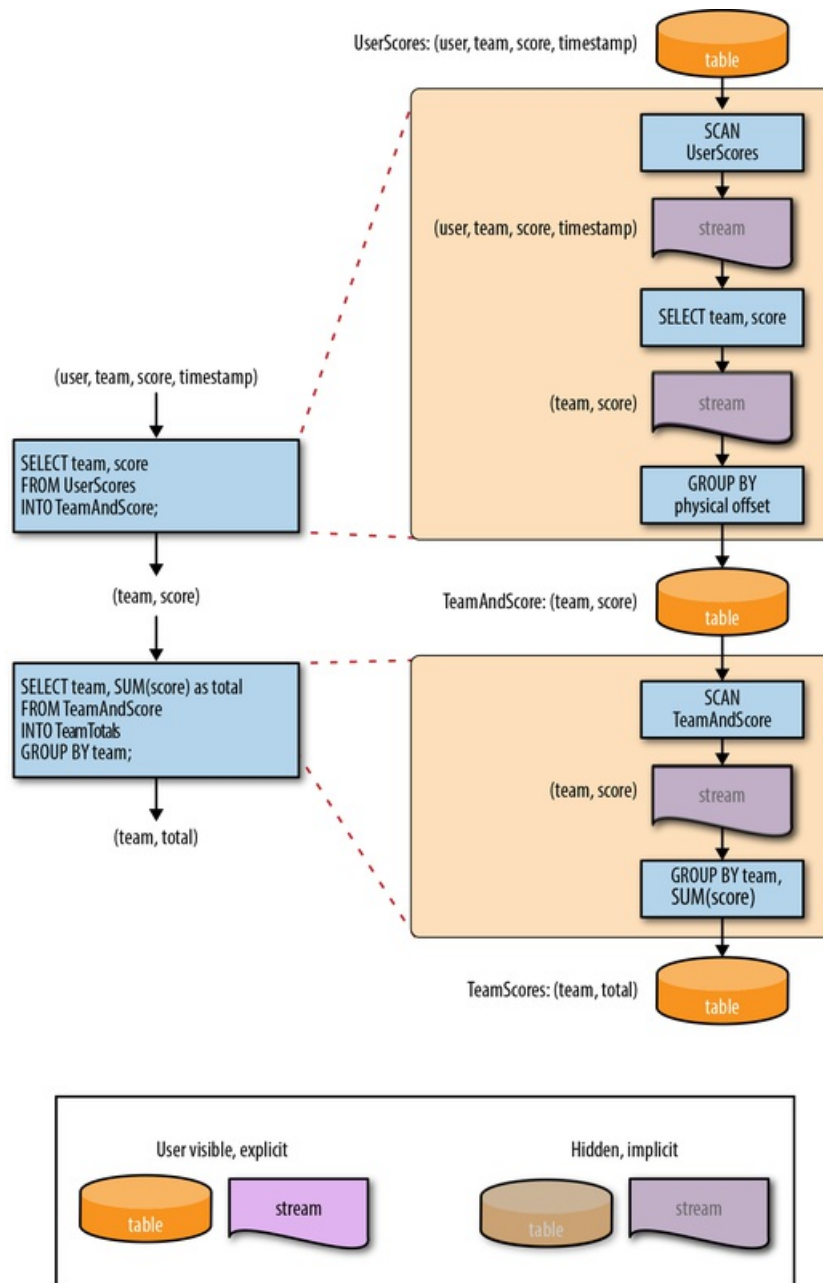 UserScores: (user, team, score, timestamp)
table
SCAN
UserScores
(user, team, score, timestamp)
stream
SELECT team, score
(team, score)
stream
GROUP BY
physical offset
(user, team, score, timestamp)
SELECT team, score
FROM UserScores
INTO TeamAndScore;
(team, score)
TeamAndScore: (team, score)
table
SELECT team, SUM(score) as total
FROM TeamAndScore
INTO TeamTotals
GROUP BY team;
(team, total)
SCAN
TeamAndScore
(team, score)
stream
GROUP BY team,
SUM(score)
TeamScores: (team, total)
table
User visible, explicit
table
stream
Hidden, implicit
table
stream